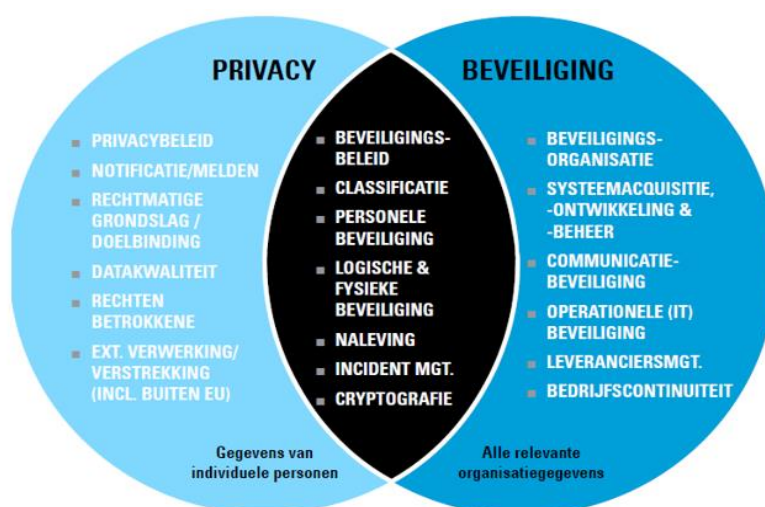 PRIVACY
PRIVACYBELEID
NOTIFICATIE/MELDEN
RECHTMATIGE
GRONDSLAG /
DOELBINDING
DATAKWALITEIT
RECHTEN
BETROKKENE
EXT. VERWERKING/
VERSTREKKING
(INCL. BUITEN EU)
Gegevens van
individuele personen
BEVEILIGINGS-
BELEID
CLASSIFICATIE
PERSONELE
BEVEILIGING
LOGISCHE &
FYSIEKE
BEVEILIGING
NALEVING
INCIDENT MGT.
CRYPTOGRAFIE
BEVEILIGING
BEVEILIGINGS-
ORGANISATIE
SYSTEEMACQUISITIE,
-ONTWIKKELING &
-BEHEER
COMMUNICATIE-
BEVEILIGING
OPERATIONELE (IT)
BEVEILIGING
LEVERANCIERSMGT.
BEDRIJFSCONTINUITEIT
Alle relevante
organisatiegegevens